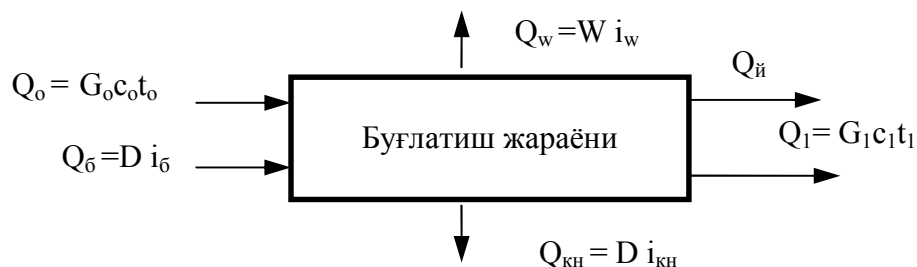 Q_w =W i_w
Q_й
Q_o = G_o c_o t_o
Q_1= G_1 c_1 t_1
Буғлатиш жараёни
Q_б =D i_б
Q_кн = D i_кн